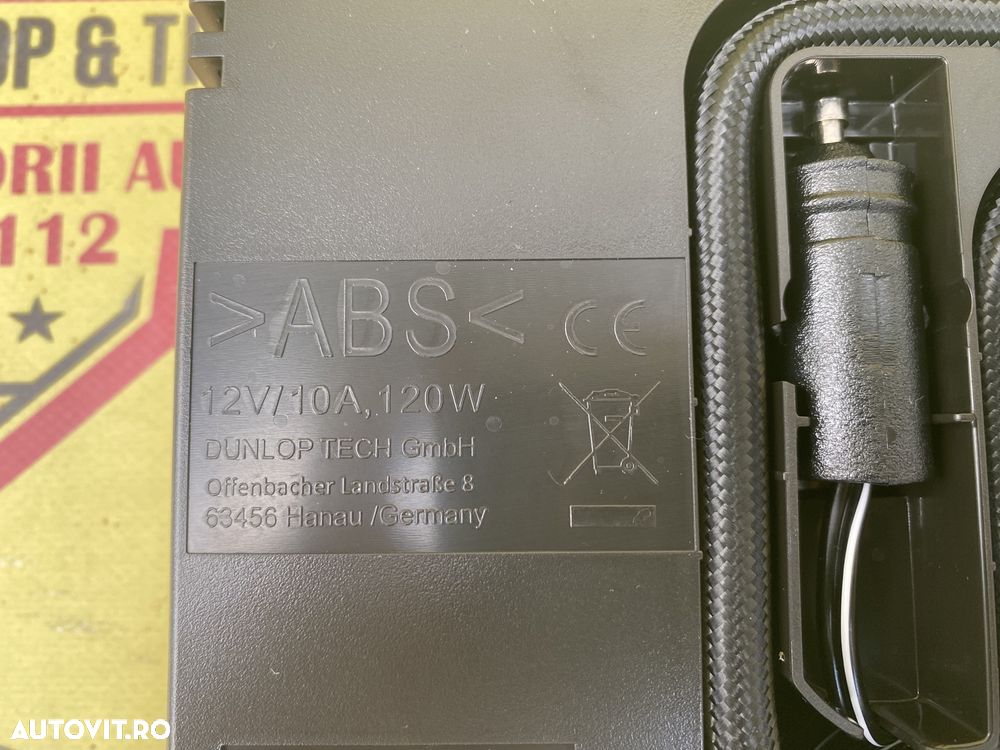 OP & T
ORII AU
112
>ABS<
CE
12V/10A, 120W
DUNLOP TECH GmbH
Offenbacher Landstraße 8
63456 Hanau /Germany
AUTOVIT.RO